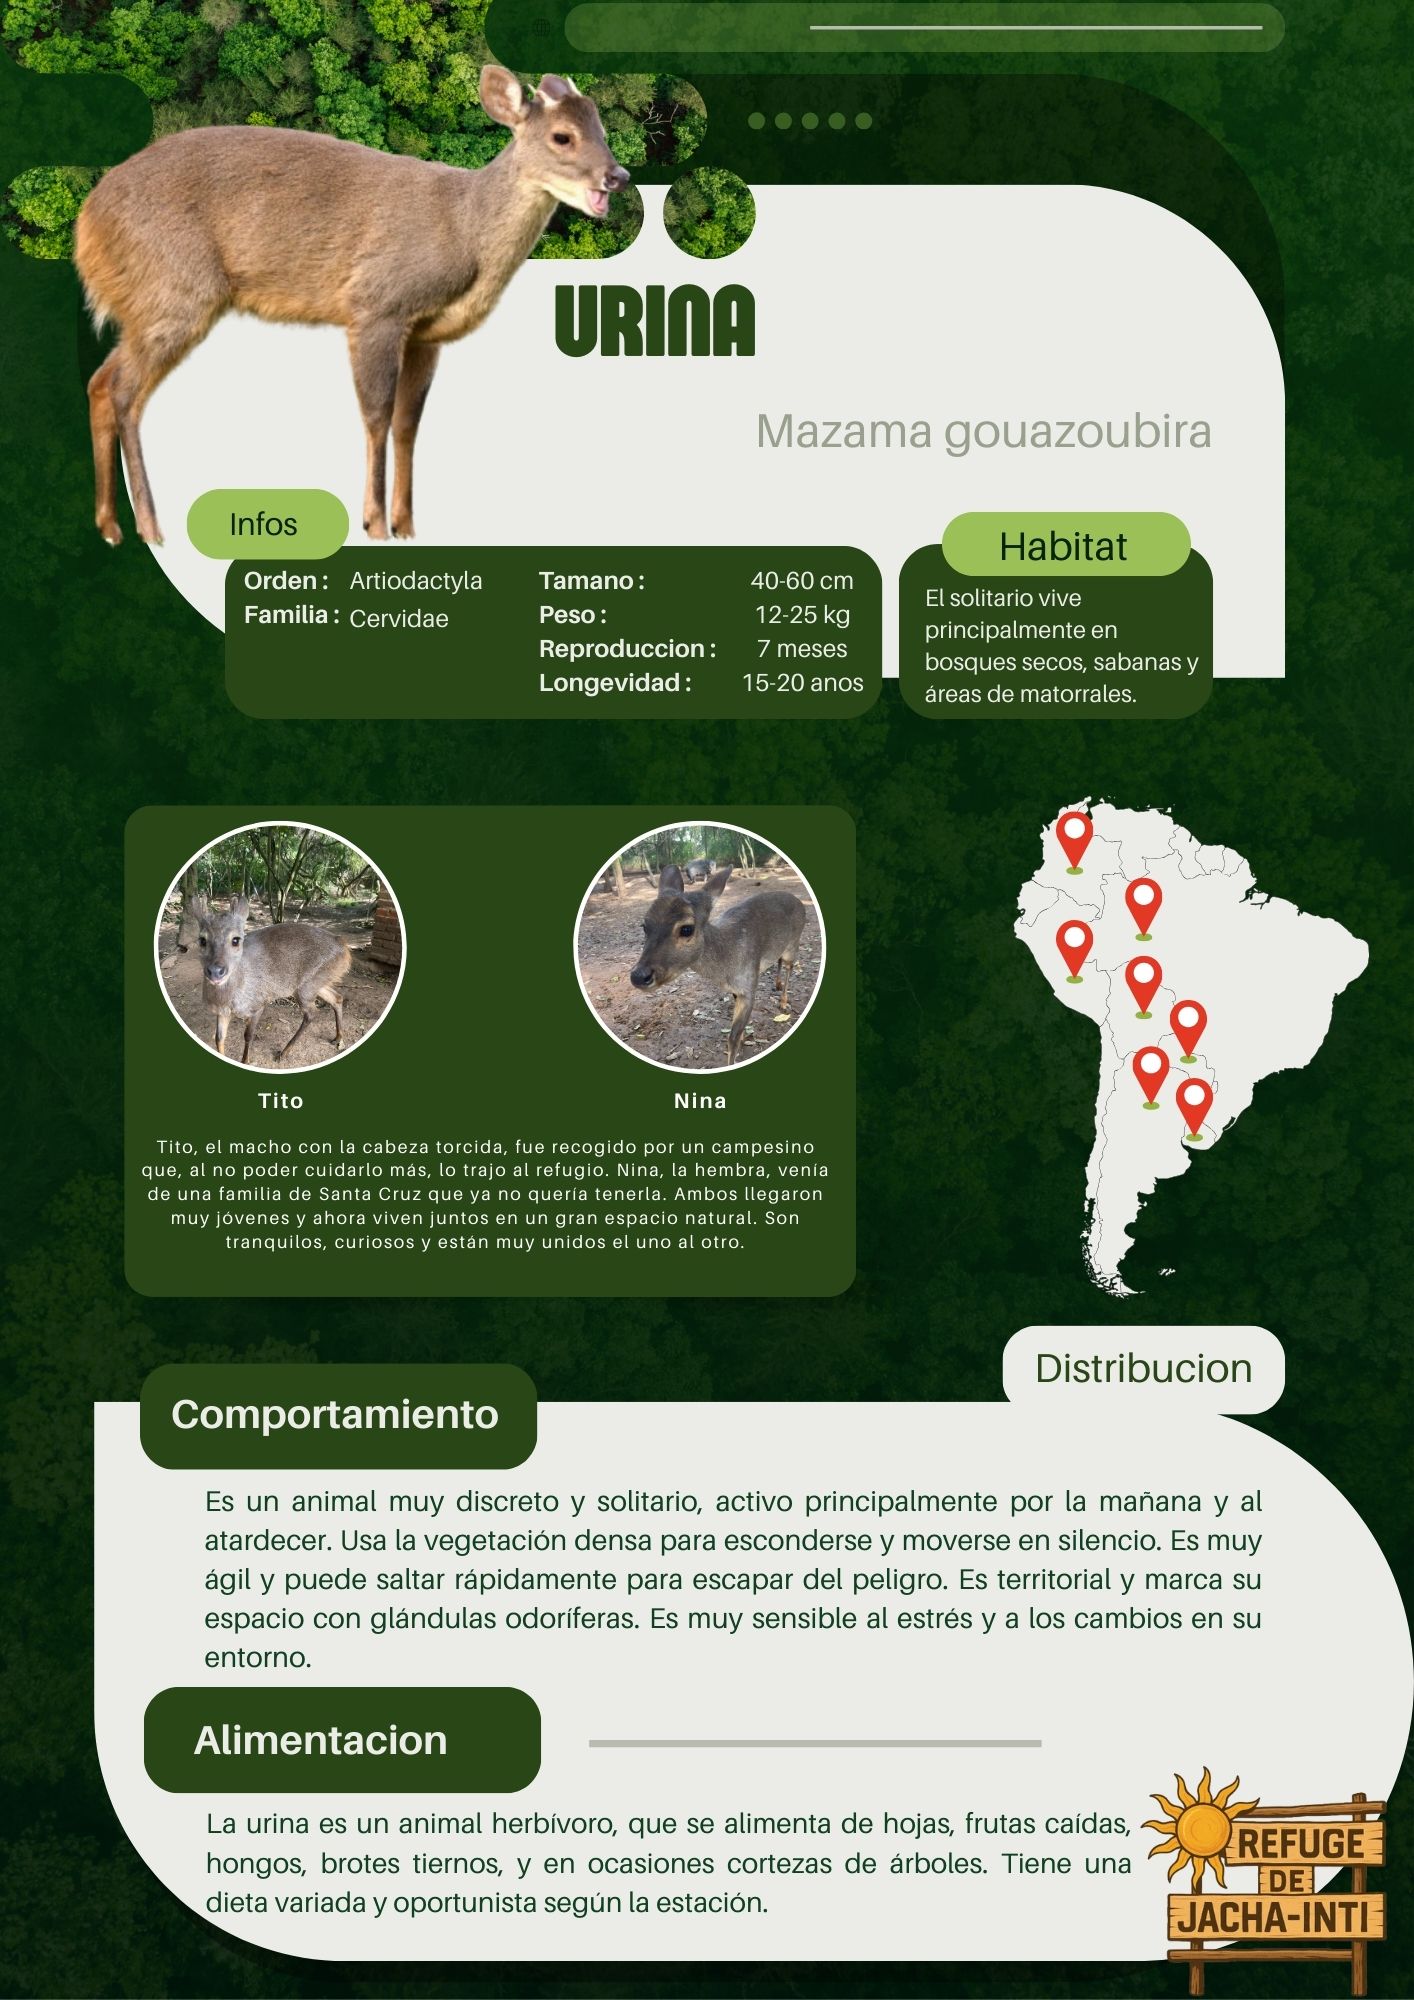 URINA
Mazama gouazoubira
Infos
Orden : Artiodactyla
Familia : Cervidae
Tamano : 40-60 cm
Peso : 12-25 kg
Reproduccion : 7 meses
Longevidad : 15-20 anos
Habitat
El solitario vive
principalmente en
bosques secos, sabanas y
áreas de matorrales.
Tito
Nina
Tito, el macho con la cabeza torcida, fue recogido por un campesino
que, al no poder cuidarlo más, lo trajo al refugio. Nina, la hembra, venía
de una familia de Santa Cruz que ya no quería tenerla. Ambos llegaron
muy jóvenes y ahora viven juntos en un gran espacio natural. Son
tranquilos, curiosos y están muy unidos el uno al otro.
Distribucion
Comportamiento
Es un animal muy discreto y solitario, activo principalmente por la mañana y al
atardecer. Usa la vegetación densa para esconderse y moverse en silencio. Es muy
ágil y puede saltar rápidamente para escapar del peligro. Es territorial y marca su
espacio con glándulas odoríferas. Es muy sensible al estrés y a los cambios en su
entorno.
Alimentacion
La urina es un animal herbívoro, que se alimenta de hojas, frutas caídas,
hongos, brotes tiernos, y en ocasiones cortezas de árboles. Tiene una
dieta variada y oportunista según la estación.
REFUGE
DE
JACHA-INTI